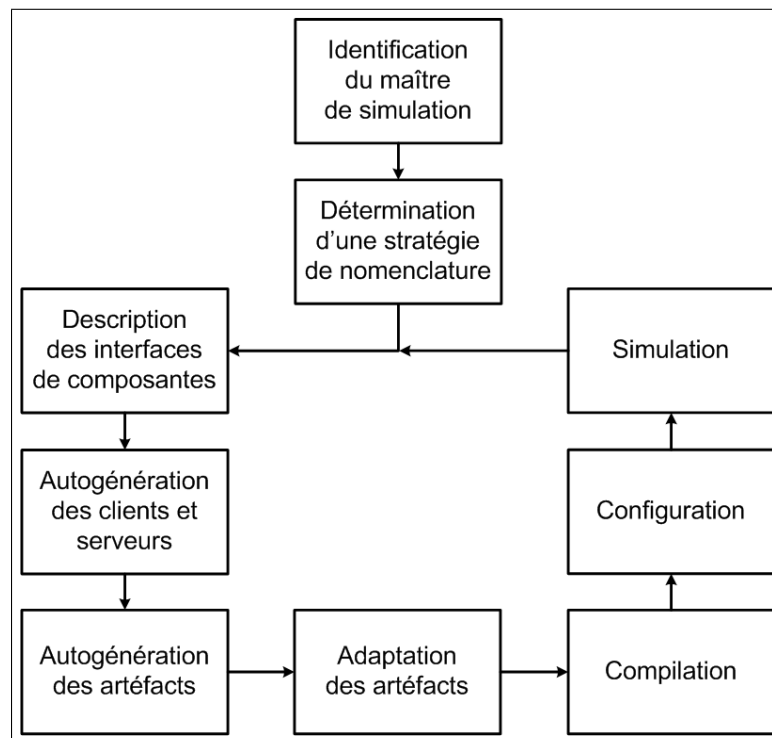 Identification
du maître
de simulation
Détermination
d'une stratégie
de nomenclature
Description
des interfaces
de composantes
Simulation
Autogénération
des clients et
serveurs
Configuration
Autogénération
des artéfacts
Adaptation
des artéfacts
Compilation